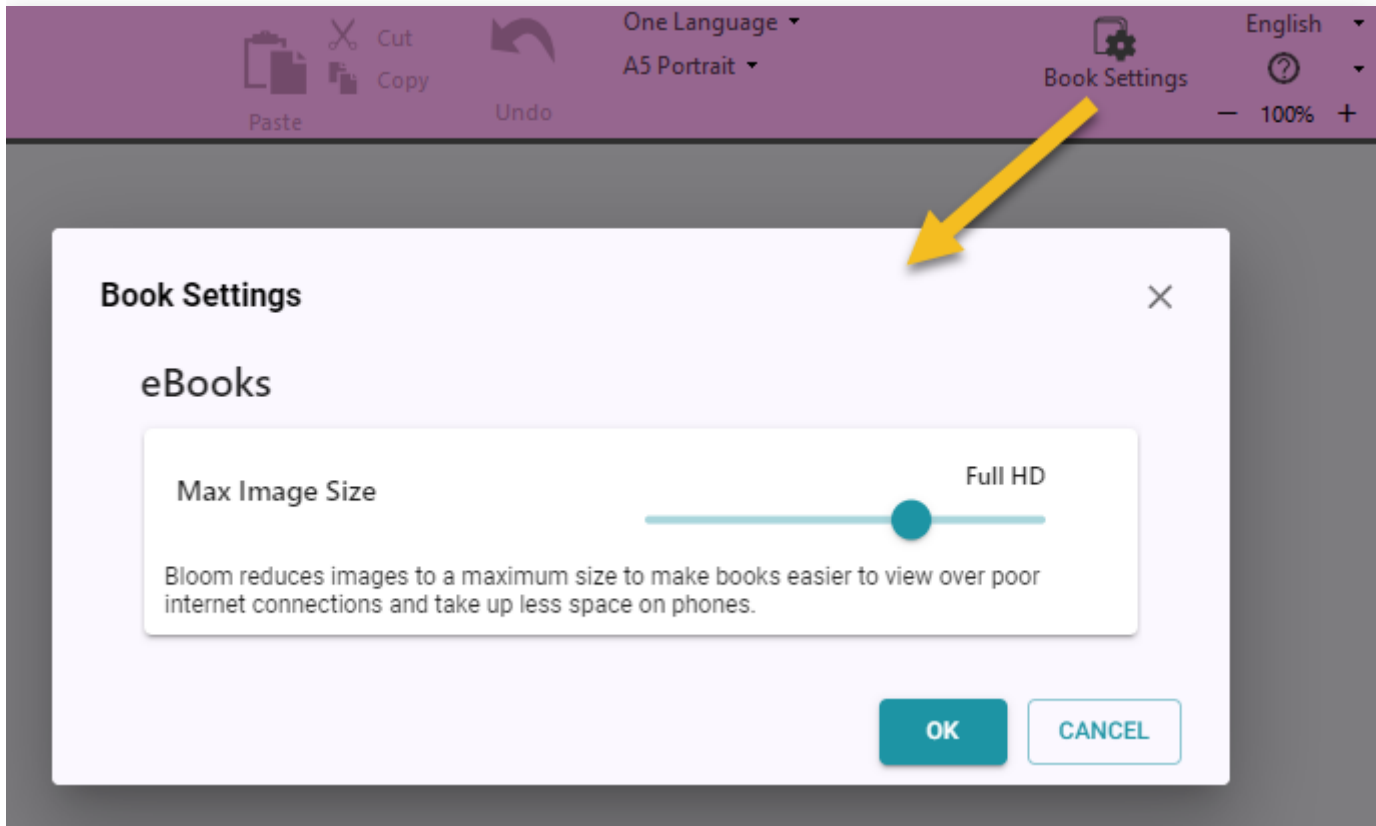 One Language
Cut
English
A5 Portrait
Copy
Book Settings
Paste
Undo
100%
Book Settings
eBooks
Full HD
Max Image Size
Bloom reduces images to a maximum size to make books easier to view over poor
internet connections and take up less space on phones.
OK
CANCEL